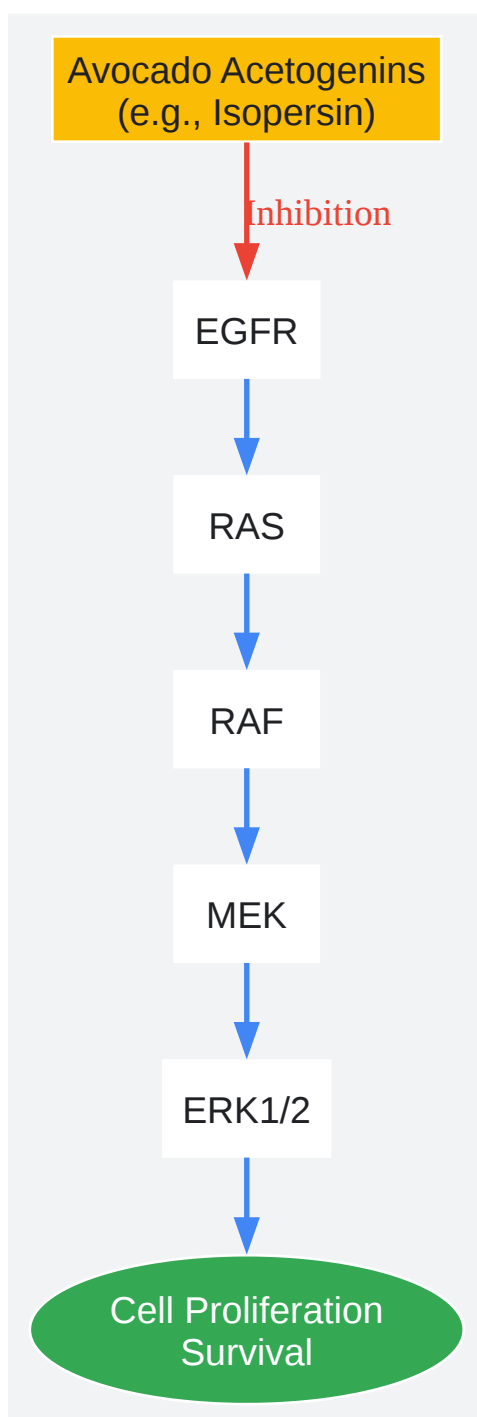 Avocado Acetogenins
(e.g., Isopersin)
Inhibition
EGFR
RAS
RAF
MEK
ERK1/2
Cell Proliferation
Survival